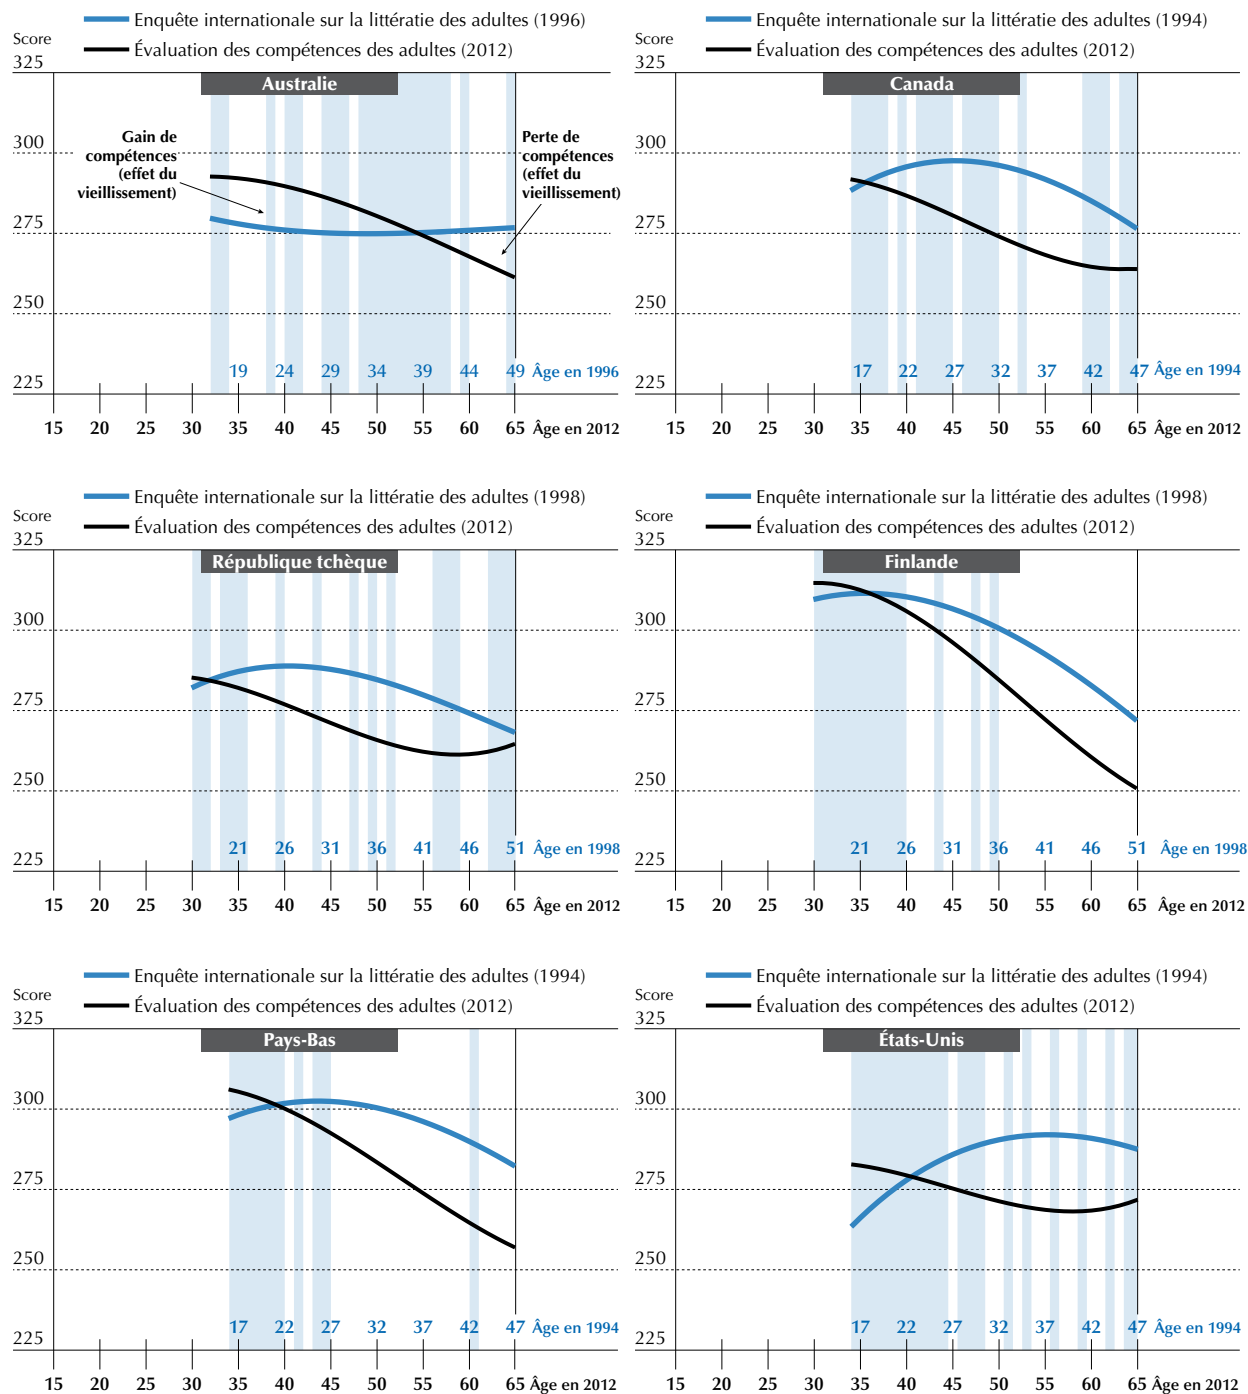 Enquête internationale sur la littératie des adultes (1996)
Évaluation des compétences des adultes (2012)
Score
325
Australie
Gain de
compétences
(effet du
vieillissement)
Perte de
compétences
(effet du
vieillissement)
300
275
250
225
19 24 29 34 39 44 49 Âge en 1996
15 20 25 30 35 40 45 50 55 60 65 Âge en 2012
Enquête internationale sur la littératie des adultes (1994)
Évaluation des compétences des adultes (2012)
Score
325
Canada
300
275
250
225
17 22 27 32 37 42 47 Âge en 1994
15 20 25 30 35 40 45 50 55 60 65 Âge en 2012
Enquête internationale sur la littératie des adultes (1998)
Évaluation des compétences des adultes (2012)
Score
325
République tchèque
300
275
250
225
21 26 31 36 41 46 51 Âge en 1998
15 20 25 30 35 40 45 50 55 60 65 Âge en 2012
Enquête internationale sur la littératie des adultes (1998)
Évaluation des compétences des adultes (2012)
Score
325
Finlande
300
275
250
225
21 26 31 36 41 46 51 Âge en 1998
15 20 25 30 35 40 45 50 55 60 65 Âge en 2012
Enquête internationale sur la littératie des adultes (1994)
Évaluation des compétences des adultes (2012)
Score
325
Pays-Bas
300
275
250
225
17 22 27 32 37 42 47 Âge en 1994
15 20 25 30 35 40 45 50 55 60 65 Âge en 2012
Enquête internationale sur la littératie des adultes (1994)
Évaluation des compétences des adultes (2012)
Score
325
États-Unis
300
275
250
225
17 22 27 32 37 42 47 Âge en 1994
15 20 25 30 35 40 45 50 55 60 65 Âge en 2012